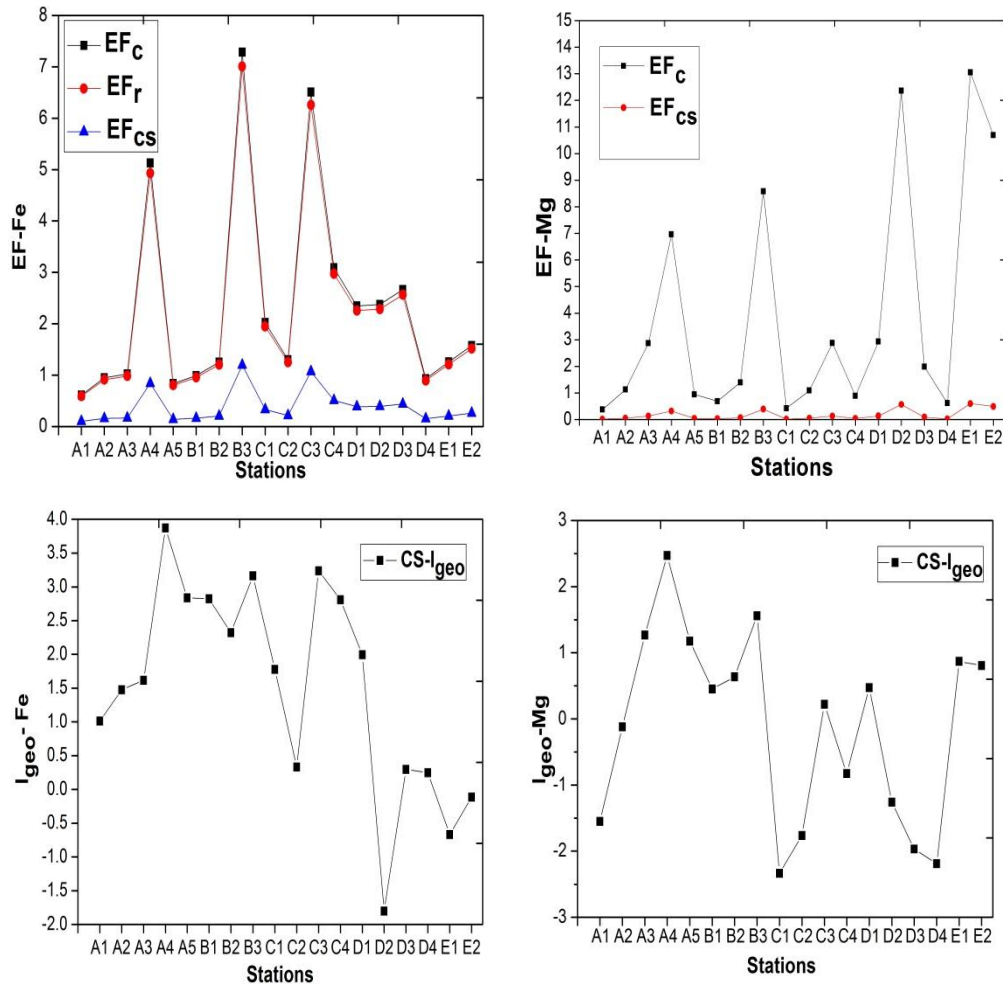 EFC
EFr
EFCS
EF-Fe
8
7
6
5
4
3
2
1
0
A1 A2 A3 A4 A5 B1 B2 B3 C1 C2 C3 C4 D1 D2 D3 D4 E1 E2
Stations
EFC
EFCS
EF-Mg
15
14
13
12
11
10
9
8
7
6
5
4
3
2
1
0
A1 A2 A3 A4 A5 B1 B2 B3 C1 C2 C3 C4 D1 D2 D3 D4 E1 E2
Stations
CS-Igeo
Igeo- Fe
4.0
3.5
3.0
2.5
2.0
1.5
1.0
0.5
0.0
-0.5
-1.0
-1.5
-2.0
A1 A2 A3 A4 A5 B1 B2 B3 C1 C2 C3 C4 D1 D2 D3 D4 E1 E2
Stations
CS-Igeo
Igeo-Mg
3
2
1
0
-1
-2
-3
A1 A2 A3 A4 A5 B1 B2 B3 C1 C2 C3 C4 D1 D2 D3 D4 E1 E2
Stations